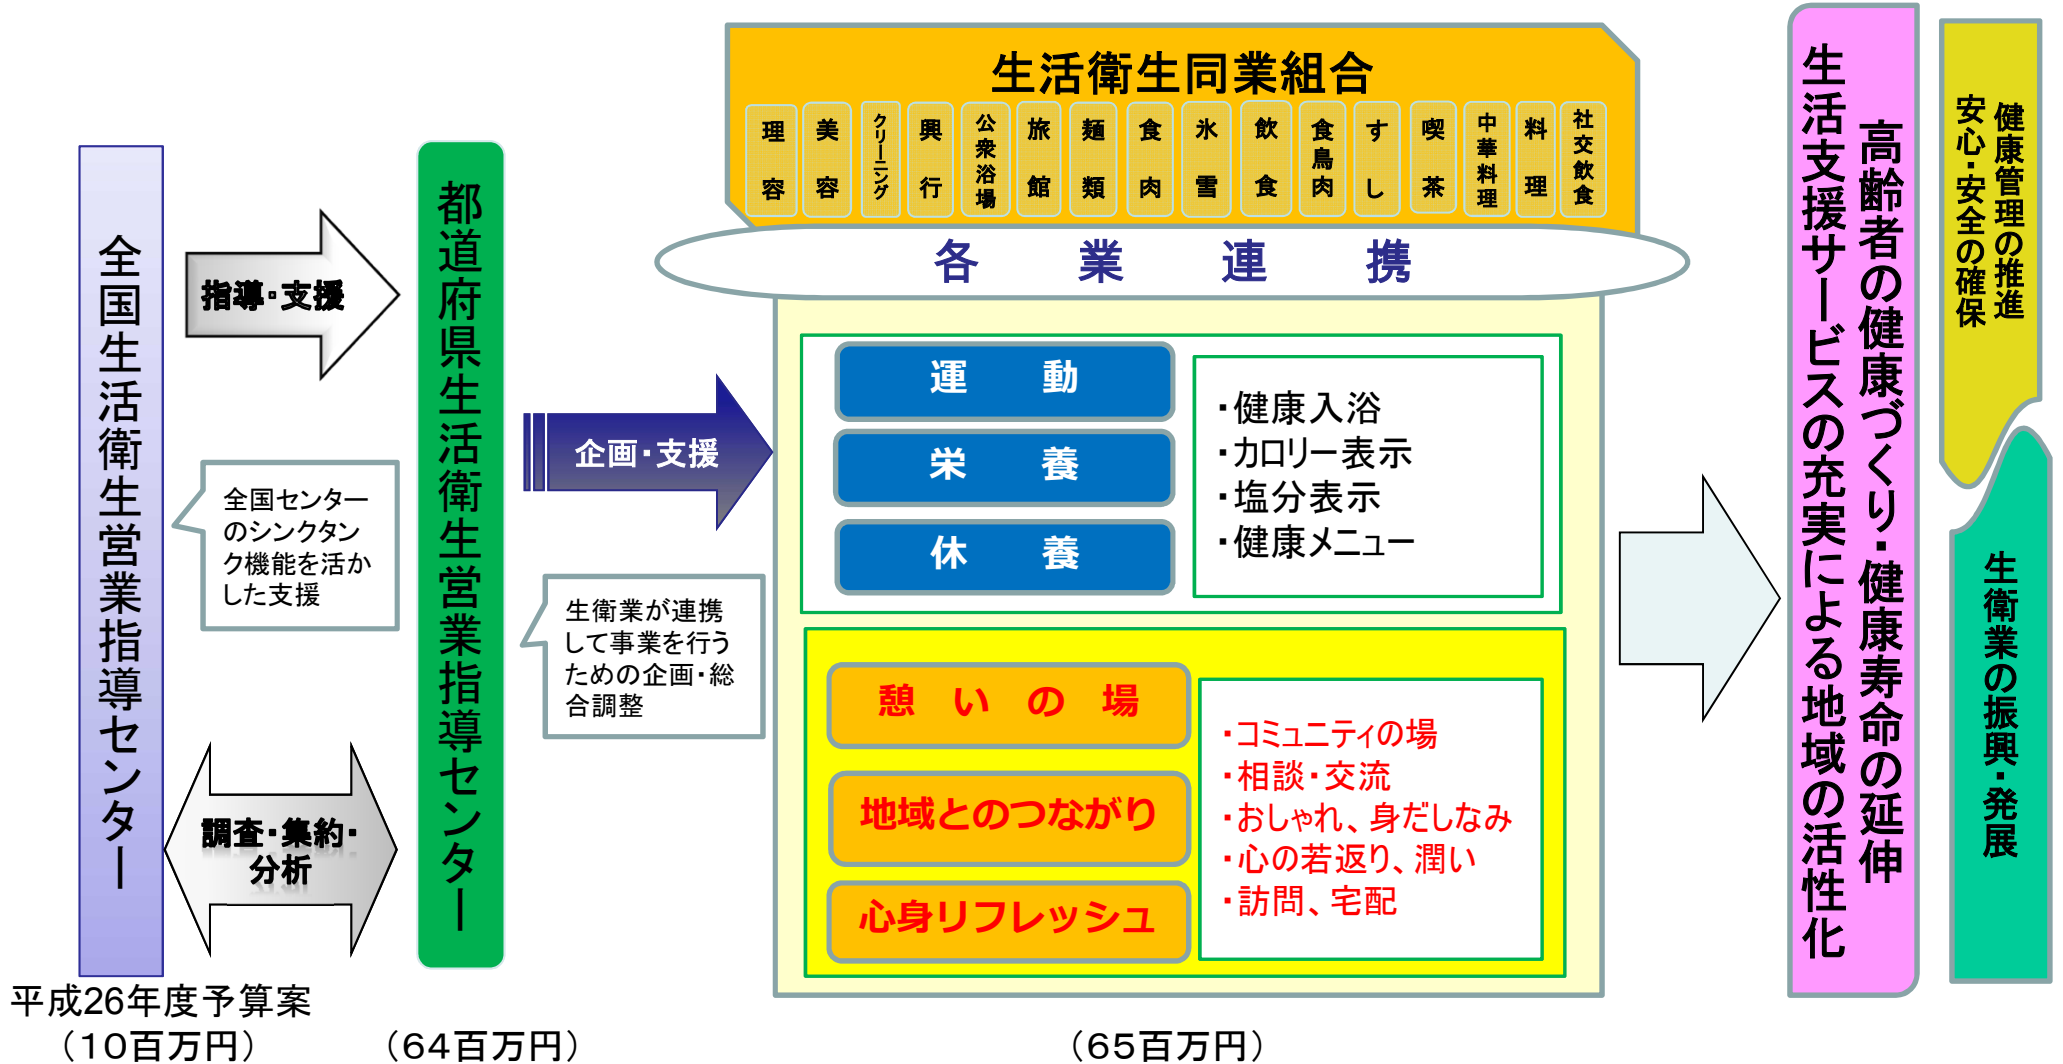 全国生活衛生営業指導センター
指導・支援
全国センター
のシンクタン
ク機能を活か
した支援
調査・集約・
分析
都道府県生活衛生営業指導センター
企画・支援
生衛業が連携
して事業を行う
ための企画・総
合調整
生活衛生同業組合
理容
美容
クリーニング
興行
公衆浴場
旅館
麺類
食肉
氷雪
飲食
食鳥肉
すし
喫茶
中華料理
料理
社交飲食
各業連携
運動
栄養
休養
・健康入浴
・カロリー表示
・塩分表示
・健康メニュー
憩いの場
地域とのつながり
心身リフレッシュ
・コミュニティの場
・相談・交流
・おしゃれ、身だしなみ
・心の若返り、潤い
・訪問、宅配
高齢者の健康づくり・健康寿命の延伸
生活支援サービスの充実による地域の活性化
健康管理の推進
安心・安全の確保
生衛業の振興・発展
平成26年度予算案
（10百万円）
（64百万円）
（65百万円）